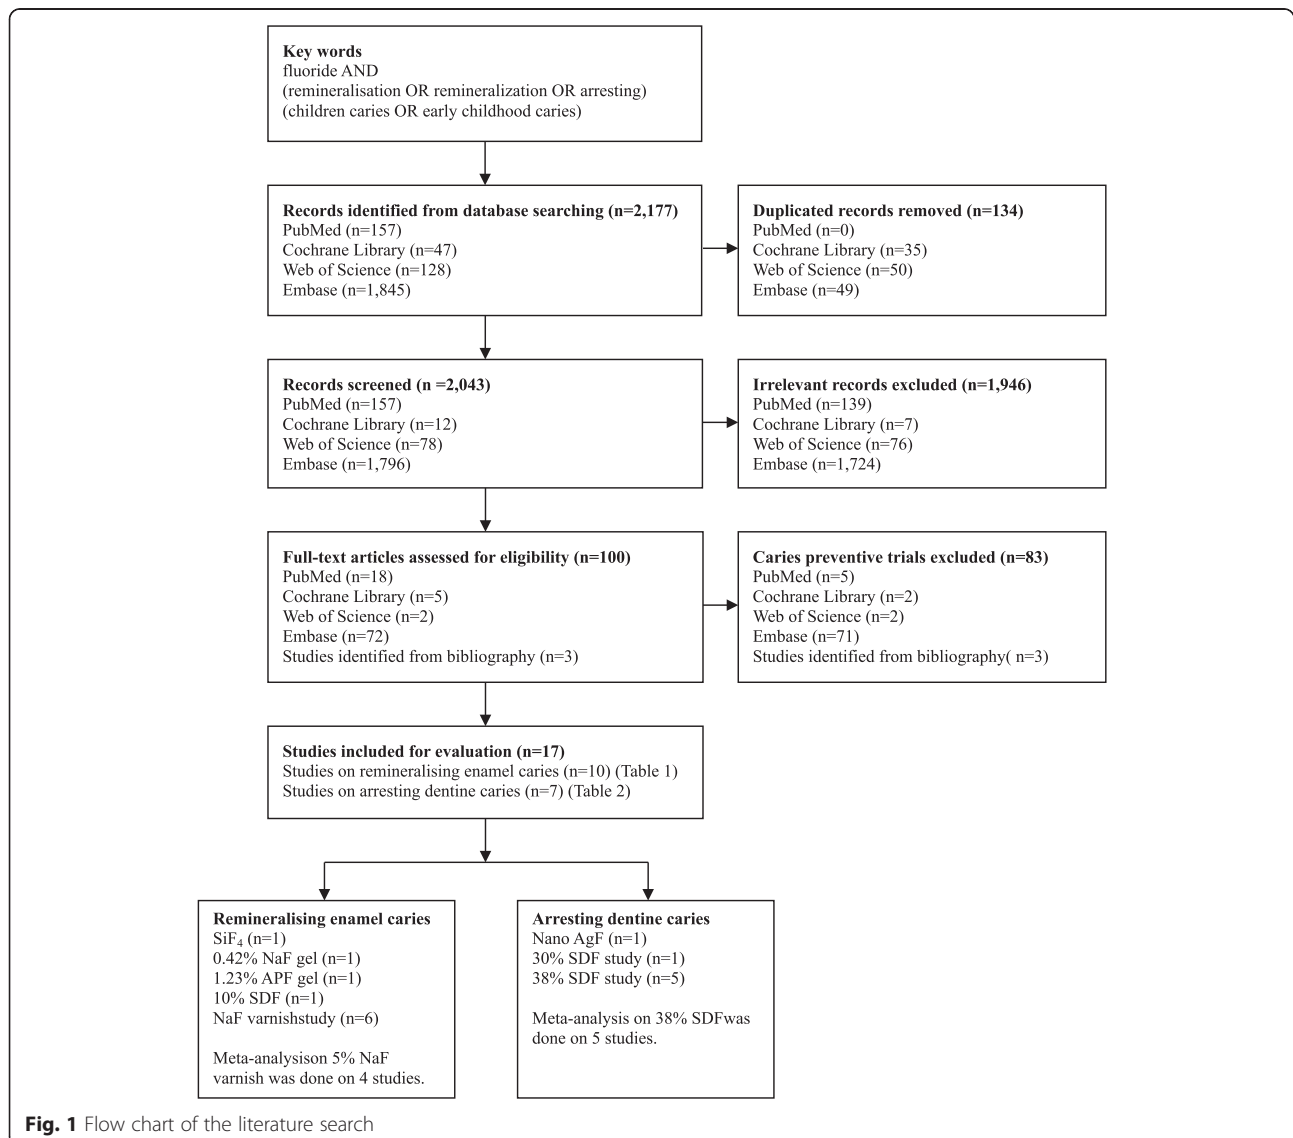 Key words
fluoride AND
(remineralisation OR remineralization OR arresting)
(children caries OR early childhood caries)
Records identified from database searching (n=2,177)
PubMed (n=157)
Cochrane Library (n=47)
Web of Science (n=128)
Embase (n=1,845)
Duplicated records removed (n=134)
PubMed (n=0)
Cochrane Library (n=35)
Web of Science (n=50)
Embase (n=49)
Records screened (n =2,043)
PubMed (n=157)
Cochrane Library (n=12)
Web of Science (n=78)
Embase (n=1,796)
Irrelevant records excluded (n=1,946)
PubMed (n=139)
Cochrane Library (n=7)
Web of Science (n=76)
Embase (n=1,724)
Full-text articles assessed for eligibility (n=100)
PubMed (n=18)
Cochrane Library (n=5)
Web of Science (n=2)
Embase (n=72)
Studies identified from bibliography (n=3)
Caries preventive trials excluded (n=83)
PubMed (n=5)
Cochrane Library (n=2)
Web of Science (n=2)
Embase (n=71)
Studies identified from bibliography( n=3)
Studies included for evaluation (n=17)
Studies on remineralising enamel caries (n=10) (Table 1)
Studies on arresting dentine caries (n=7) (Table 2)
Remineralising enamel caries
SiF₄ (n=1)
0.42% NaF gel (n=1)
1.23% APF gel (n=1)
10% SDF (n=1)
NaF varnishstudy (n=6)
Meta-analysison 5% NaF
varnish was done on 4 studies.
Arresting dentine caries
Nano AgF (n=1)
30% SDF study (n=1)
38% SDF study (n=5)
Meta-analysis on 38% SDFwas
done on 5 studies.
Fig. 1 Flow chart of the literature search